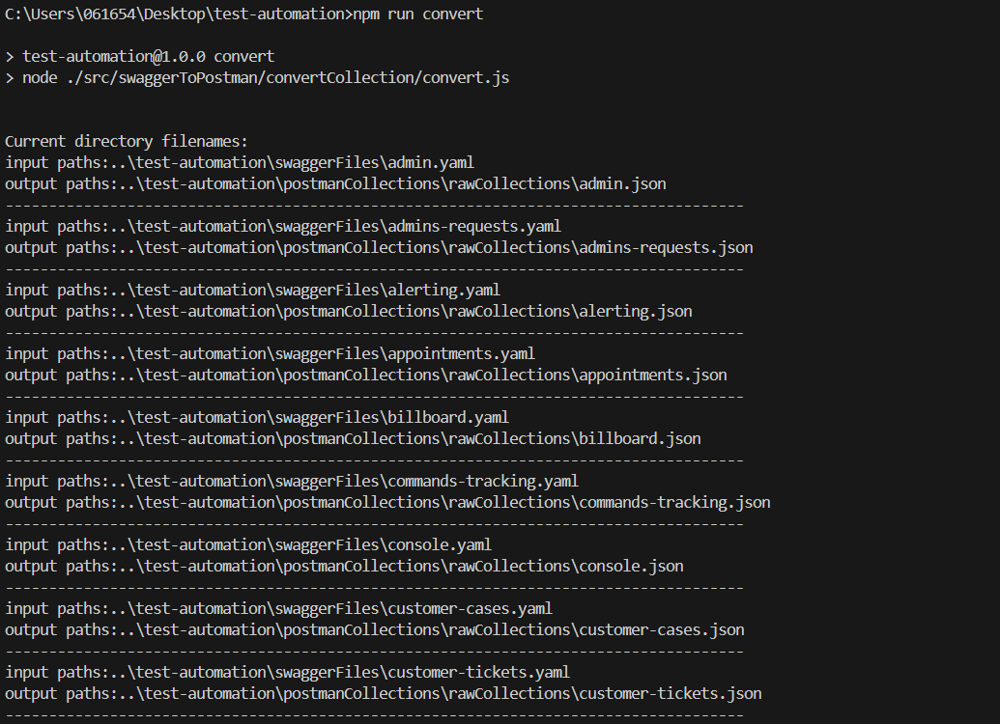 C:\Users\061654\Desktop\test-automation>npm run convert
> test-automation@1.0.0 convert
> node ./src/swaggerToPostman/convertCollection/convert.js
Current directory filenames:
input paths:..\test-automation\swaggerFiles\admin.yaml
output paths:..\test-automation\postmanCollections\rawCollections\admin.json
-------------------------------------------------------------------------------------
input paths:..\test-automation\swaggerFiles\admins-requests.yaml
output paths:..\test-automation\postmanCollections\rawCollections\admins-requests.json
-------------------------------------------------------------------------------------
input paths:..\test-automation\swaggerFiles\alerting.yaml
output paths:..\test-automation\postmanCollections\rawCollections\alerting.json
-------------------------------------------------------------------------------------
input paths:..\test-automation\swaggerFiles\appointments.yaml
output paths:..\test-automation\postmanCollections\rawCollections\appointments.json
-------------------------------------------------------------------------------------
input paths:..\test-automation\swaggerFiles\billboard.yaml
output paths:..\test-automation\postmanCollections\rawCollections\billboard.json
-------------------------------------------------------------------------------------
input paths:..\test-automation\swaggerFiles\commands-tracking.yaml
output paths:..\test-automation\postmanCollections\rawCollections\commands-tracking.json
-------------------------------------------------------------------------------------
input paths:..\test-automation\swaggerFiles\console.yaml
output paths:..\test-automation\postmanCollections\rawCollections\console.json
-------------------------------------------------------------------------------------
input paths:..\test-automation\swaggerFiles\customer-cases.yaml
output paths:..\test-automation\postmanCollections\rawCollections\customer-cases.json
-------------------------------------------------------------------------------------
input paths:..\test-automation\swaggerFiles\customer-tickets.yaml
output paths:..\test-automation\postmanCollections\rawCollections\customer-tickets.json
-------------------------------------------------------------------------------------